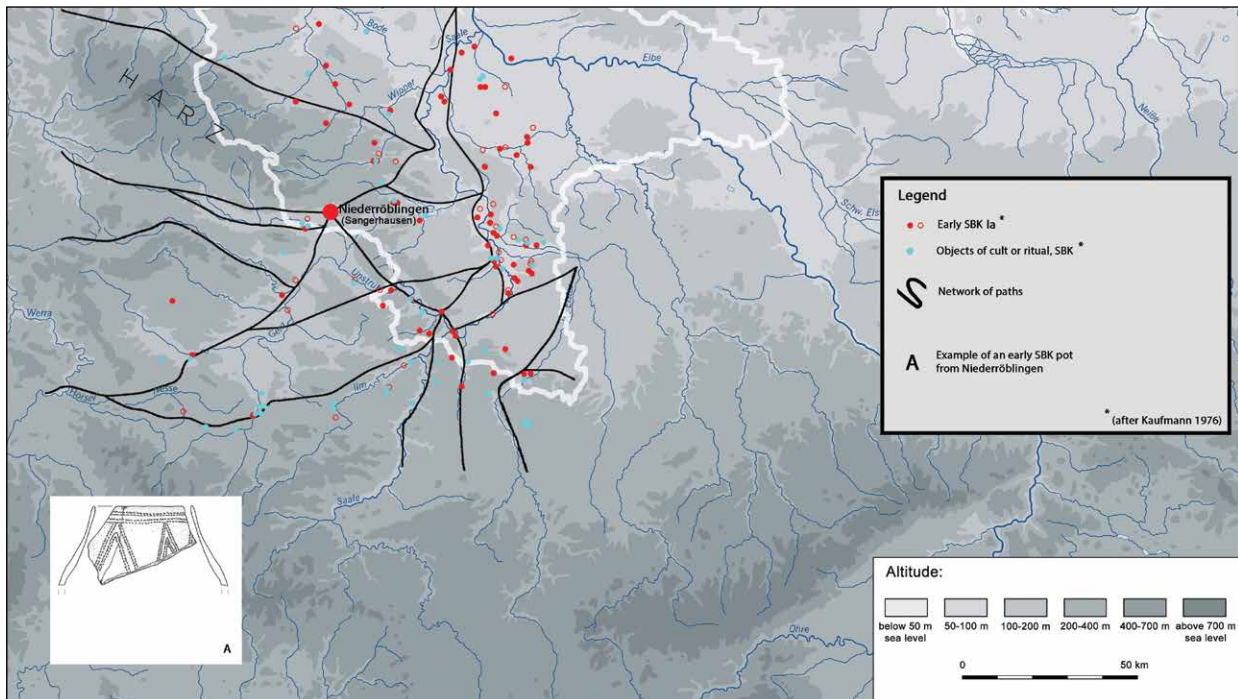 Bode
Saale
Elbe
HARZ
Wipper
Neiße
Niederröblingen
(Sangerhausen)
Schw. Els
Unstrut
Werra
Gera
Nesse
Hörsel
Ilm
Saale
Ohre
Legend
Early SBK Ia *
Objects of cult or ritual, SBK *
Network of paths
A
Example of an early SBK pot
from Niederröblingen
* (after Kaufmann 1976)
A
Altitude:
below 50 m
sea level
50-100 m
100-200 m
200-400 m
400-700 m
above 700 m
sea level
0
50 km